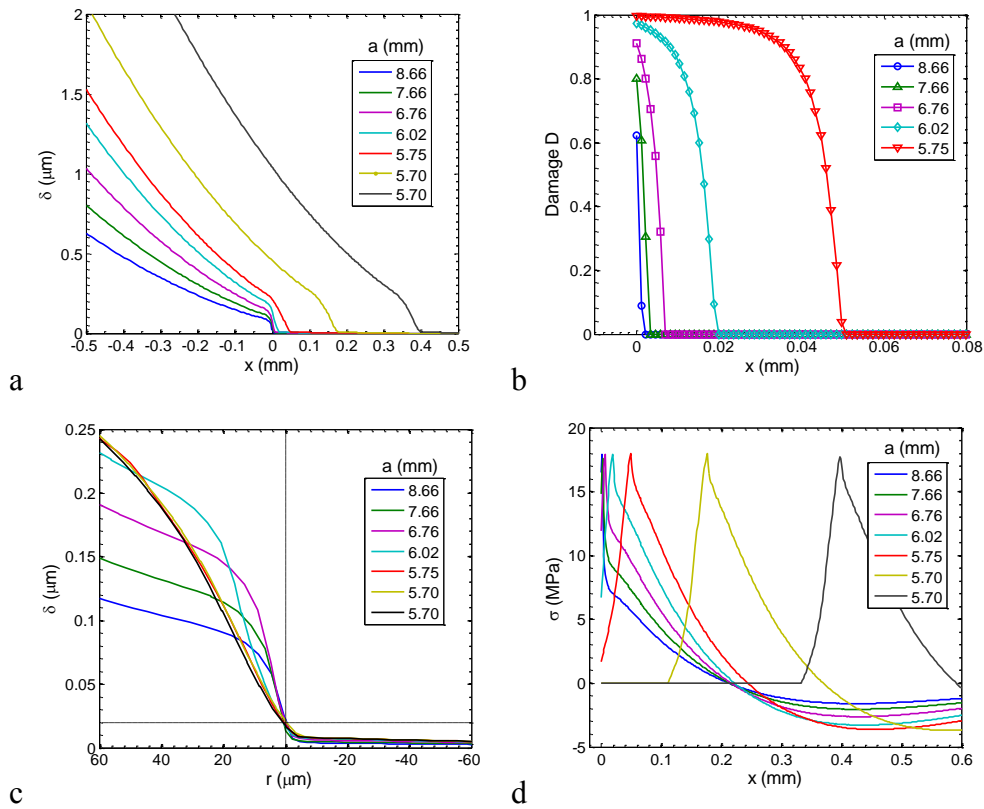 2
1.5
1
0.5
0
δ (μm)
-0.5 -0.4 -0.3 -0.2 -0.1 0 0.1 0.2 0.3 0.4 0.5
x (mm)
a (mm)
8.66
7.66
6.76
6.02
5.75
5.70
5.70
a
1
0.8
0.6
0.4
0.2
0
Damage D
0 0.02 0.04 0.06 0.08
x (mm)
a (mm)
8.66
7.66
6.76
6.02
5.75
b
0.25
0.2
0.15
0.1
0.05
0
δ (μm)
60 40 20 0 -20 -40 -60
r (μm)
a (mm)
8.66
7.66
6.76
6.02
5.75
5.70
5.70
c
20
15
10
5
0
-5
σ (MPa)
0 0.1 0.2 0.3 0.4 0.5 0.6
x (mm)
a (mm)
8.66
7.66
6.76
6.02
5.75
5.70
5.70
d